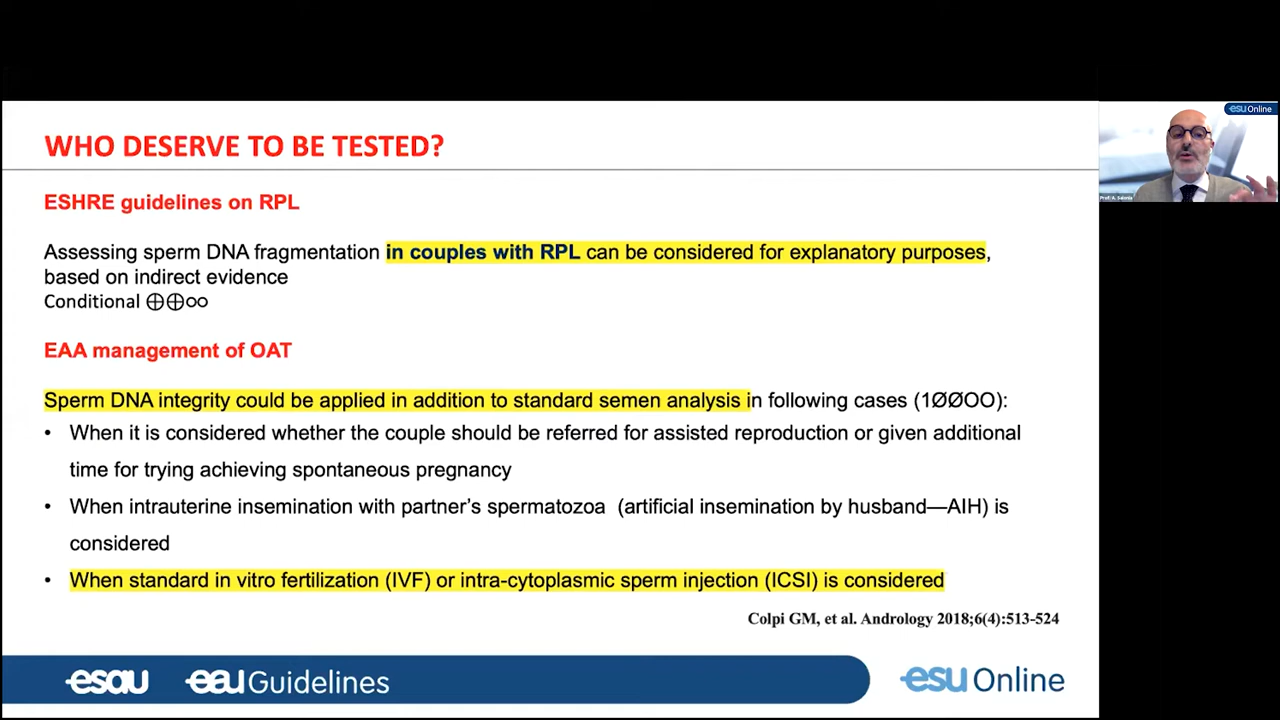 WHO DESERVE TO BE TESTED?
ESHRE guidelines on RPL
Assessing sperm DNA fragmentation in couples with RPL can be considered for explanatory purposes,
based on indirect evidence
Conditional ⊕⊕○○
EAA management of OAT
Sperm DNA integrity could be applied in addition to standard semen analysis in following cases (1ØØOO):
• When it is considered whether the couple should be referred for assisted reproduction or given additional
time for trying achieving spontaneous pregnancy
• When intrauterine insemination with partner’s spermatozoa (artificial insemination by husband—AIH) is
considered
• When standard in vitro fertilization (IVF) or intra-cytoplasmic sperm injection (ICSI) is considered
Colpi GM, et al. Andrology 2018;6(4):513-524
esau eau Guidelines
esu Online
esu Online
Prof. A. Salonia